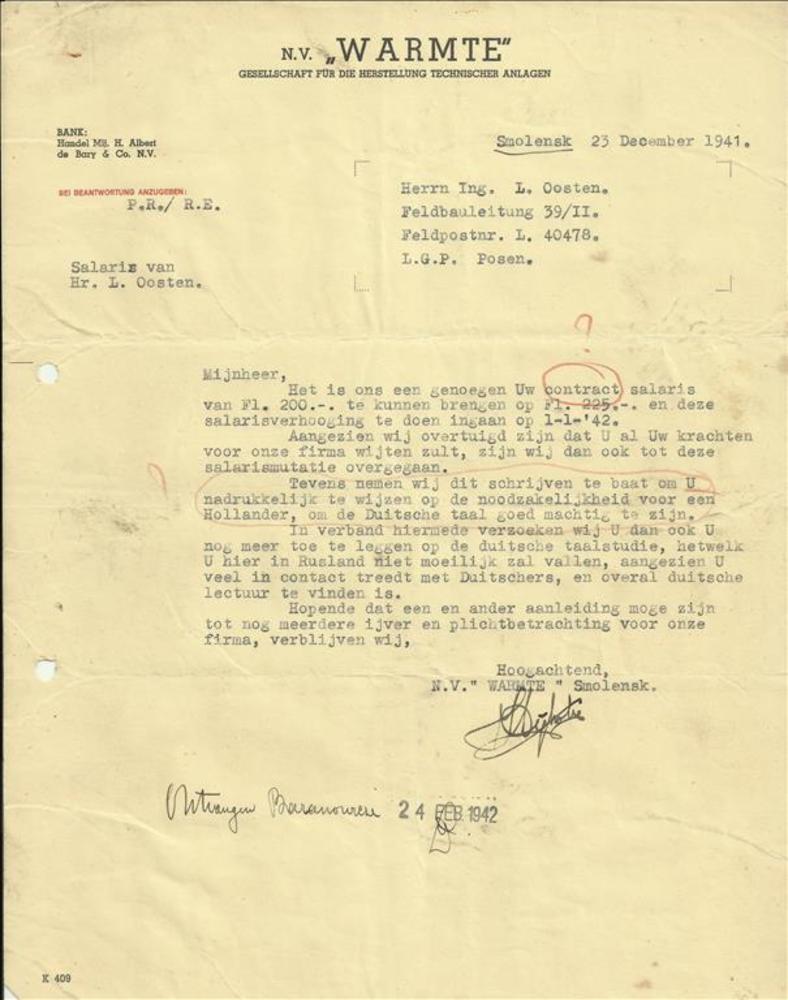 N.V. „WARMTE"
GESELLSCHAFT FÜR DIE HERSTELLUNG TECHNISCHER ANLAGEN
BANK:
Handel Mij. H. Albert
de Bary & Co. N.V.
Smolensk 23 December 1941.
BEI BEANTWORTUNG ANZUGEBEN:
P.R./ R.E.
Herrn Ing. L. Oosten.
Feldbauleitung 39/II.
Feldpostnr. L. 40478.
L.G.P. Posen.
Salaris van
Hr. L. Oosten.
?
Mijnheer,
Het is ons een genoegen Uw contract salaris
van Fl. 200.-. te kunnen brengen op Fl. 225.-. en deze
salarisverhooging te doen ingaan op 1-1-'42.
Aangezien wij overtuigd zijn dat U al Uw krachten
voor onze firma wijten zult, zijn wij dan ook tot deze
salarismutatie overgegaan.
Tevens nemen wij dit schrijven te baat om U
nadrukkelijk te wijzen op de noodzakelijkheid voor een
Hollander, om de Duitsche taal goed machtig te zijn.
In verband hiermede verzoeken wij U dan ook U
nog meer toe te leggen op de duitsche taalstudie, hetwelk
U hier in Rusland niet moeilijk zal vallen, aangezien U
veel in contact treedt met Duitschers, en overal duitsche
lectuur te vinden is.
Hopende dat een en ander aanleiding moge zijn
tot nog meerdere ijver en plichtbetrachting voor onze
firma, verblijven wij,
Hoogachtend,
N.V." WARMTE " Smolensk.
Ontvangen 24 FEB. 1942
K 409